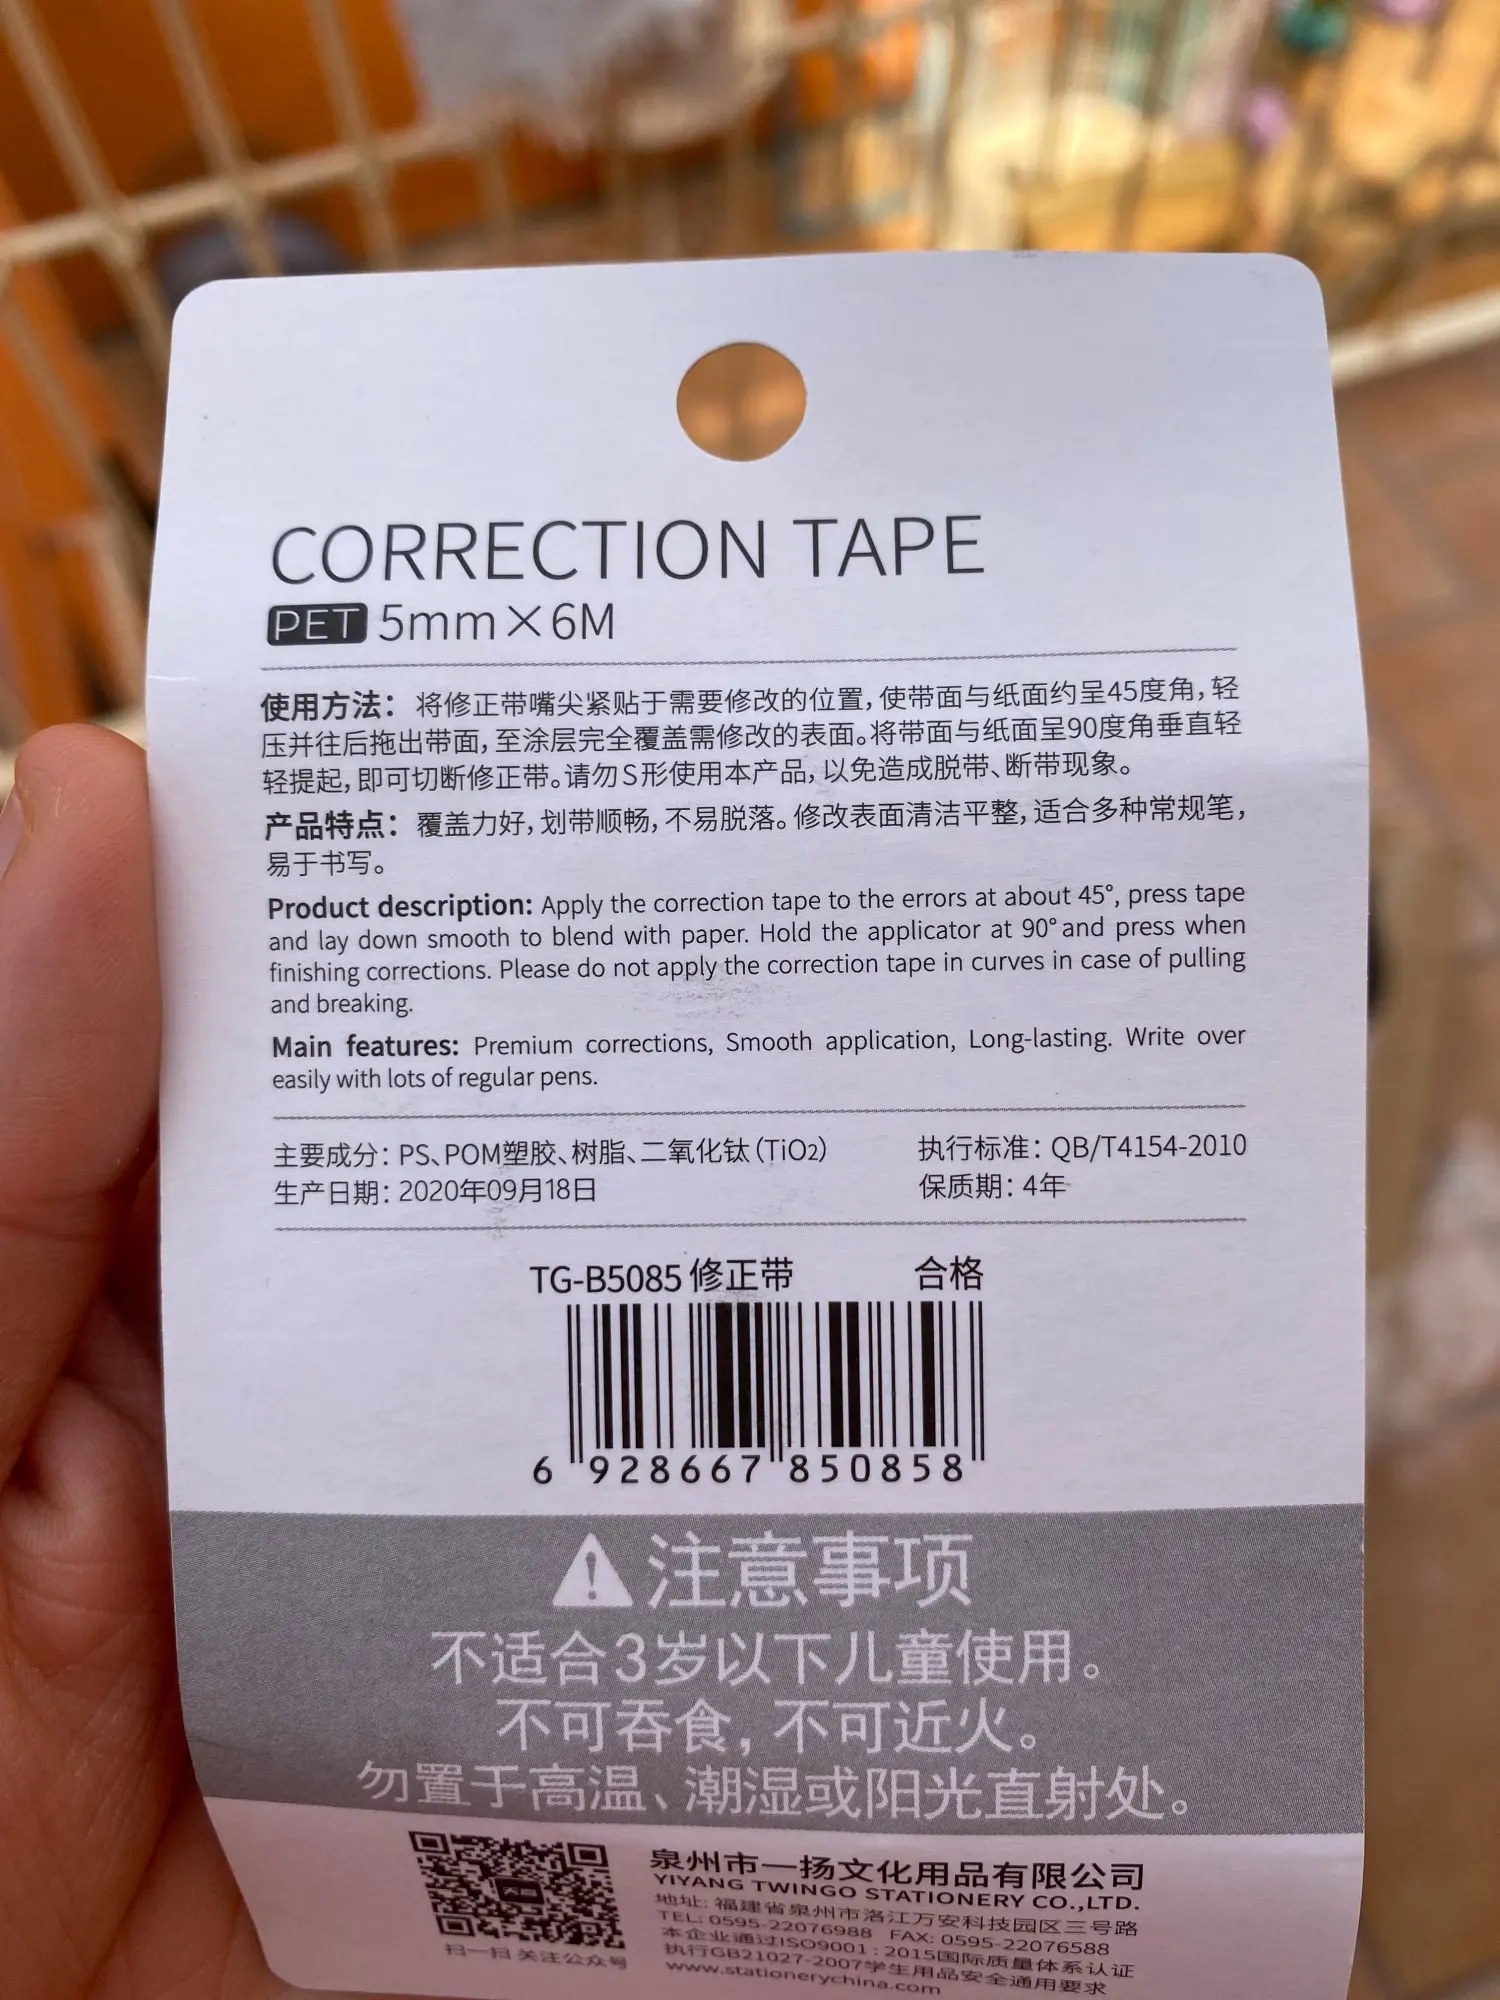 CORRECTION TAPE
PET 5mm×6M
使用方法：将修正带嘴尖紧贴于需要修改的位置，使带面与纸面约呈45度角，轻
压并往后拖出带面，至涂层完全覆盖需修改的表面。将带面与纸面呈90度角垂直轻
轻提起，即可切断修正带。请勿S形使用本产品，以免造成脱带、断带现象。
产品特点：覆盖力好，划带顺畅，不易脱落。修改表面清洁平整，适合多种常规笔，
易于书写。
Product description: Apply the correction tape to the errors at about 45°, press tape
and lay down smooth to blend with paper. Hold the applicator at 90° and press when
finishing corrections. Please do not apply the correction tape in curves in case of pulling
and breaking.
Main features: Premium corrections, Smooth application, Long-lasting. Write over
easily with lots of regular pens.
主要成分：PS、POM塑胶、树脂、二氧化钛（TiO₂） 执行标准：QB/T4154-2010
生产日期：2020年09月18日 保质期：4年
TG-B5085 修正带 合格
6 928667 850858
注意事项
不适合3岁以下儿童使用。
不可吞食，不可近火。
勿置于高温、潮湿或阳光直射处。
泉州市一扬文化用品有限公司
YIYANG TWINGO STATIONERY CO.,LTD.
地址：福建省泉州市洛江万安科技园区三号路
TEL: 0595-22076988 FAX: 0595-22076588
本企业通过ISO9001：2015国际质量体系认证
执行GB21027-2007学生用品安全通用要求
www.stationerychina.com
扫一扫 关注公众号